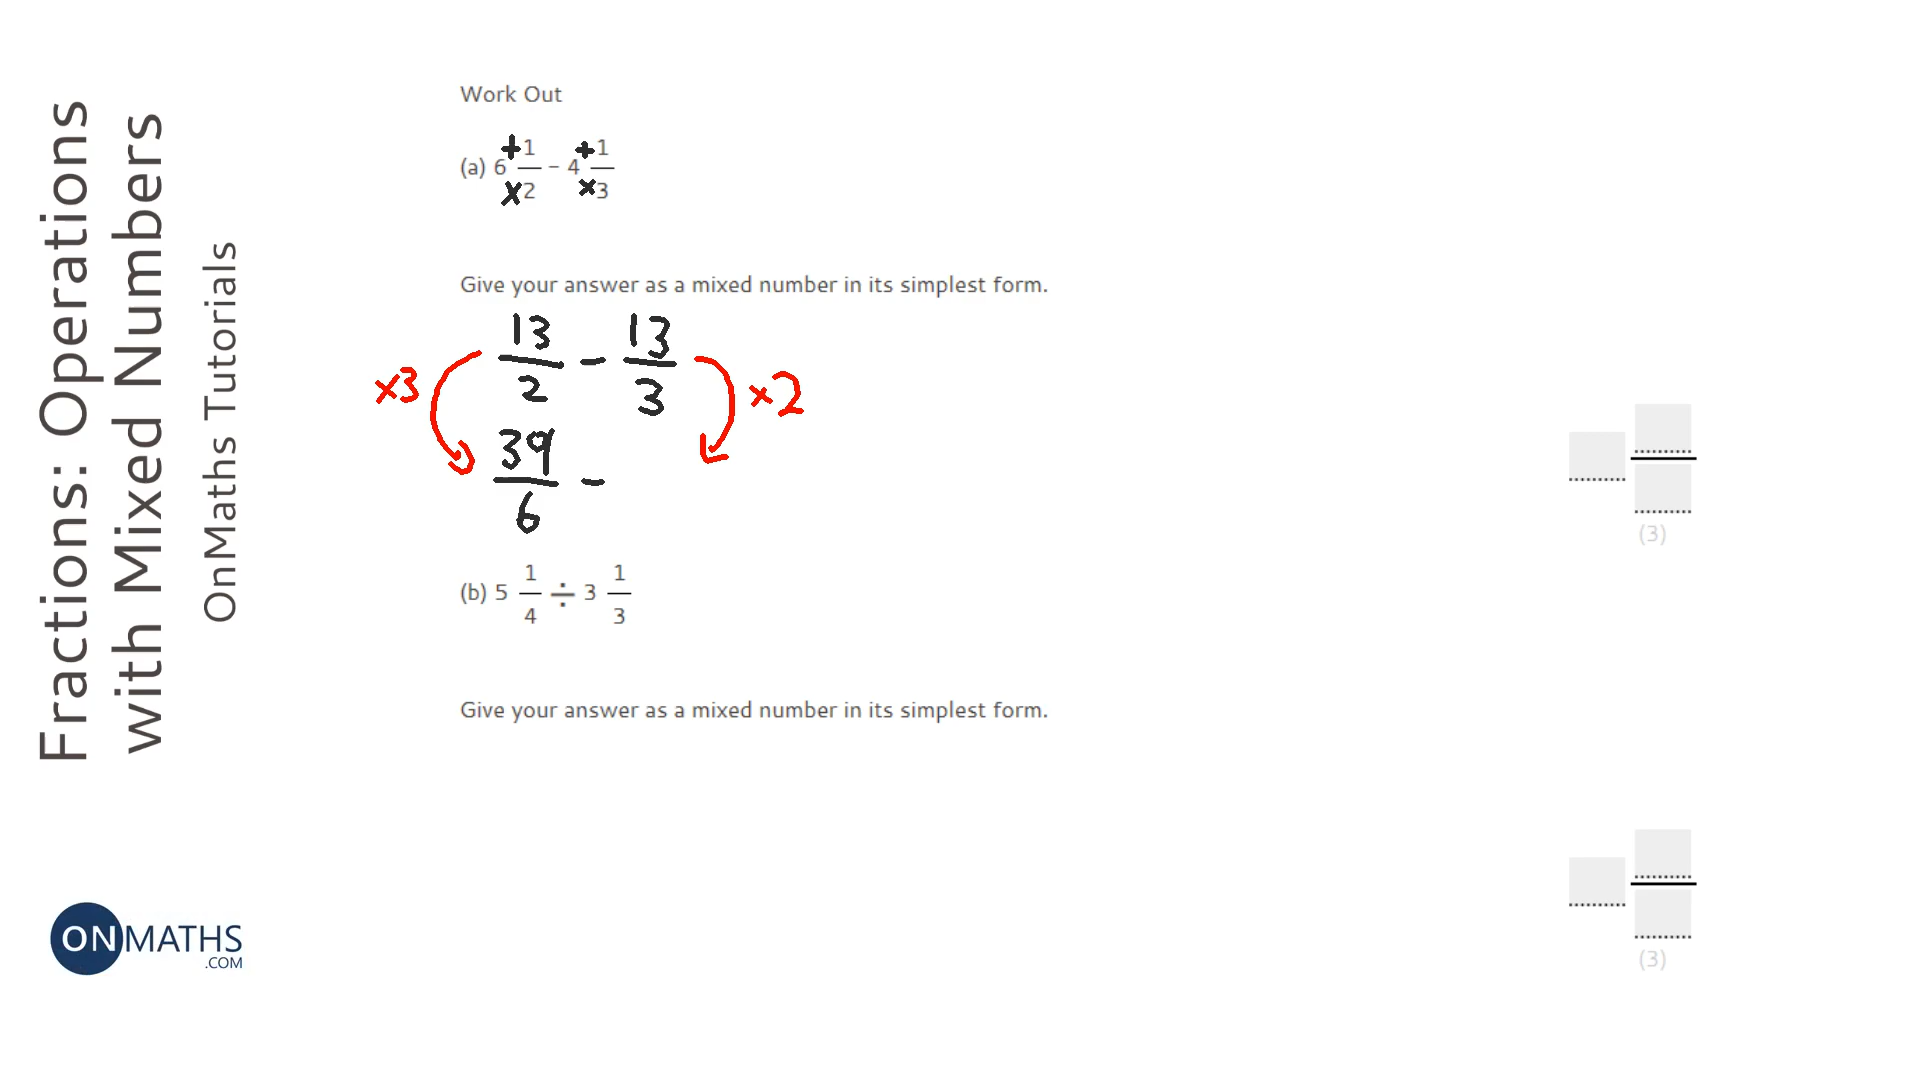 Fractions: Operations
with Mixed Numbers
OnMaths Tutorials
Work Out
(a) 6 + 1/× 2 - 4 + 1/× 3
Give your answer as a mixed number in its simplest form.
13/2 - 13/3
×3
×2
39/6 -
(3)
(b) 5 1/4 ÷ 3 1/3
Give your answer as a mixed number in its simplest form.
(3)
ONMATHS
.COM